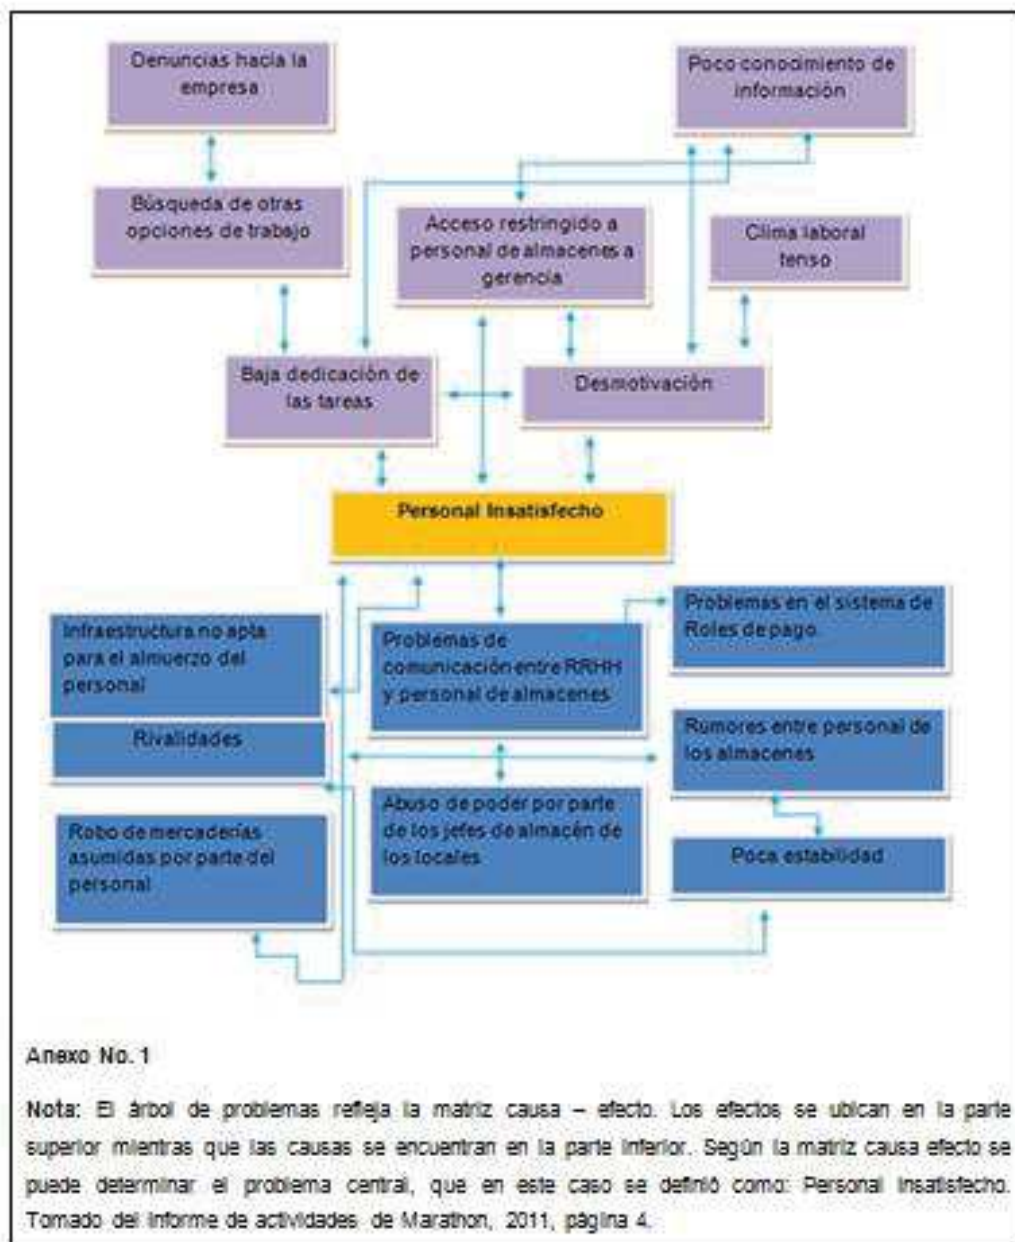 Denuncias hacía la
empresa
Poco conocimiento de
información
Búsqueda de otras
opciones de trabajo
Acceso restringido a
personal de almacenes a
gerencia
Clima laboral
tenso
Baja dedicación de
las tareas
Desmotivación
Personal Insatisfecho
Infraestructura no apta
para el almuerzo del
personal
Problemas de
comunicación entre RRHH
y personal de almacenes
Problemas en el sistema de
Roles de pago.
Rivalidades
Rumores entre personal de
los almacenes
Robo de mercaderías
asumidas por parte del
personal
Abuso de poder por parte
de los jefes de almacén de
los locales
Poca estabilidad
Anexo No. 1
Nota: El árbol de problemas refleja la matriz causa – efecto. Los efectos se ubican en la parte
superior mientras que las causas se encuentran en la parte inferior. Según la matriz causa efecto se
puede determinar el problema central, que en este caso se definió como: Personal Insatisfecho.
Tomado del Informe de actividades de Marathon, 2011, página 4.